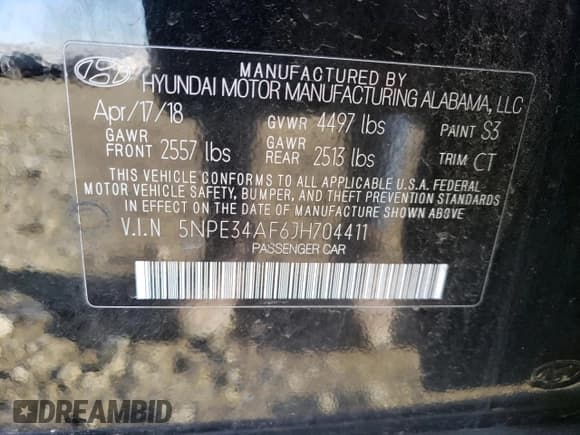 MANUFACTURED BY
HYUNDAI MOTOR MANUFACTURING ALABAMA, LLC
Apr/17/18 GVWR 4497 lbs PAINT S3
GAWR FRONT 2557 lbs GAWR REAR 2513 lbs TRIM CT
THIS VEHICLE CONFORMS TO ALL APPLICABLE U.S.A. FEDERAL
MOTOR VEHICLE SAFETY, BUMPER, AND THEFT PREVENTION STANDARDS
IN EFFECT ON THE DATE OF MANUFACTURE SHOWN ABOVE
V.I.N 5NPE34AF6JH704411
PASSENGER CAR
DREAMBID